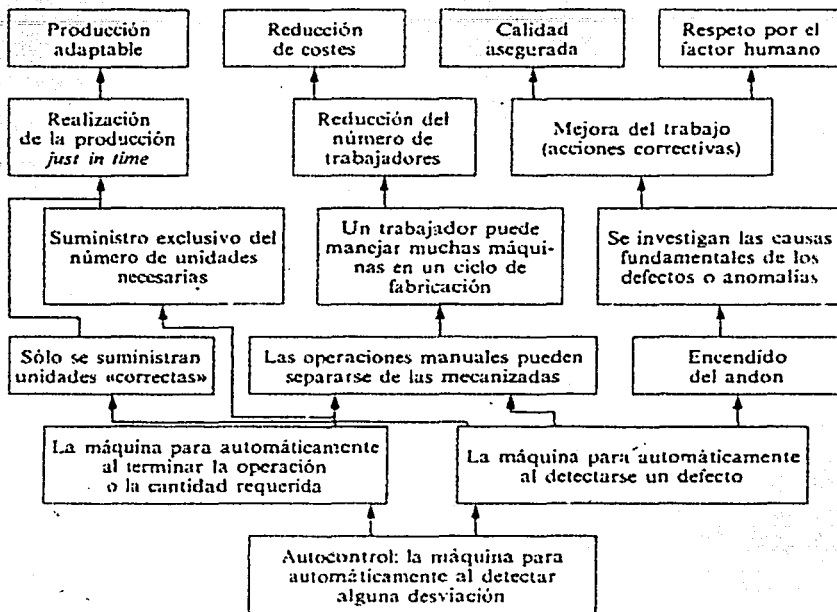 Producción
adaptable
Reducción
de costes
Calidad
asegurada
Respeto por el
factor humano
Realización
de la producción
just in time
Reducción del
número de
trabajadores
Mejora del trabajo
(acciones correctivas)
Suministro exclusivo del
número de unidades
necesarias
Un trabajador puede
manejar muchas máqui-
nas en un ciclo de
fabricación
Se investigan las causas
fundamentales de los
defectos o anomalías
Sólo se suministran
unidades «correctas»
Las operaciones manuales pueden
separarse de las mecanizadas
Encendido
del andon
La máquina para automáticamente
al terminar la operación
o la cantidad requerida
La máquina para automáticamente
al detectarse un defecto
Autocontrol: la máquina para
automáticamente al detectar
alguna desviación